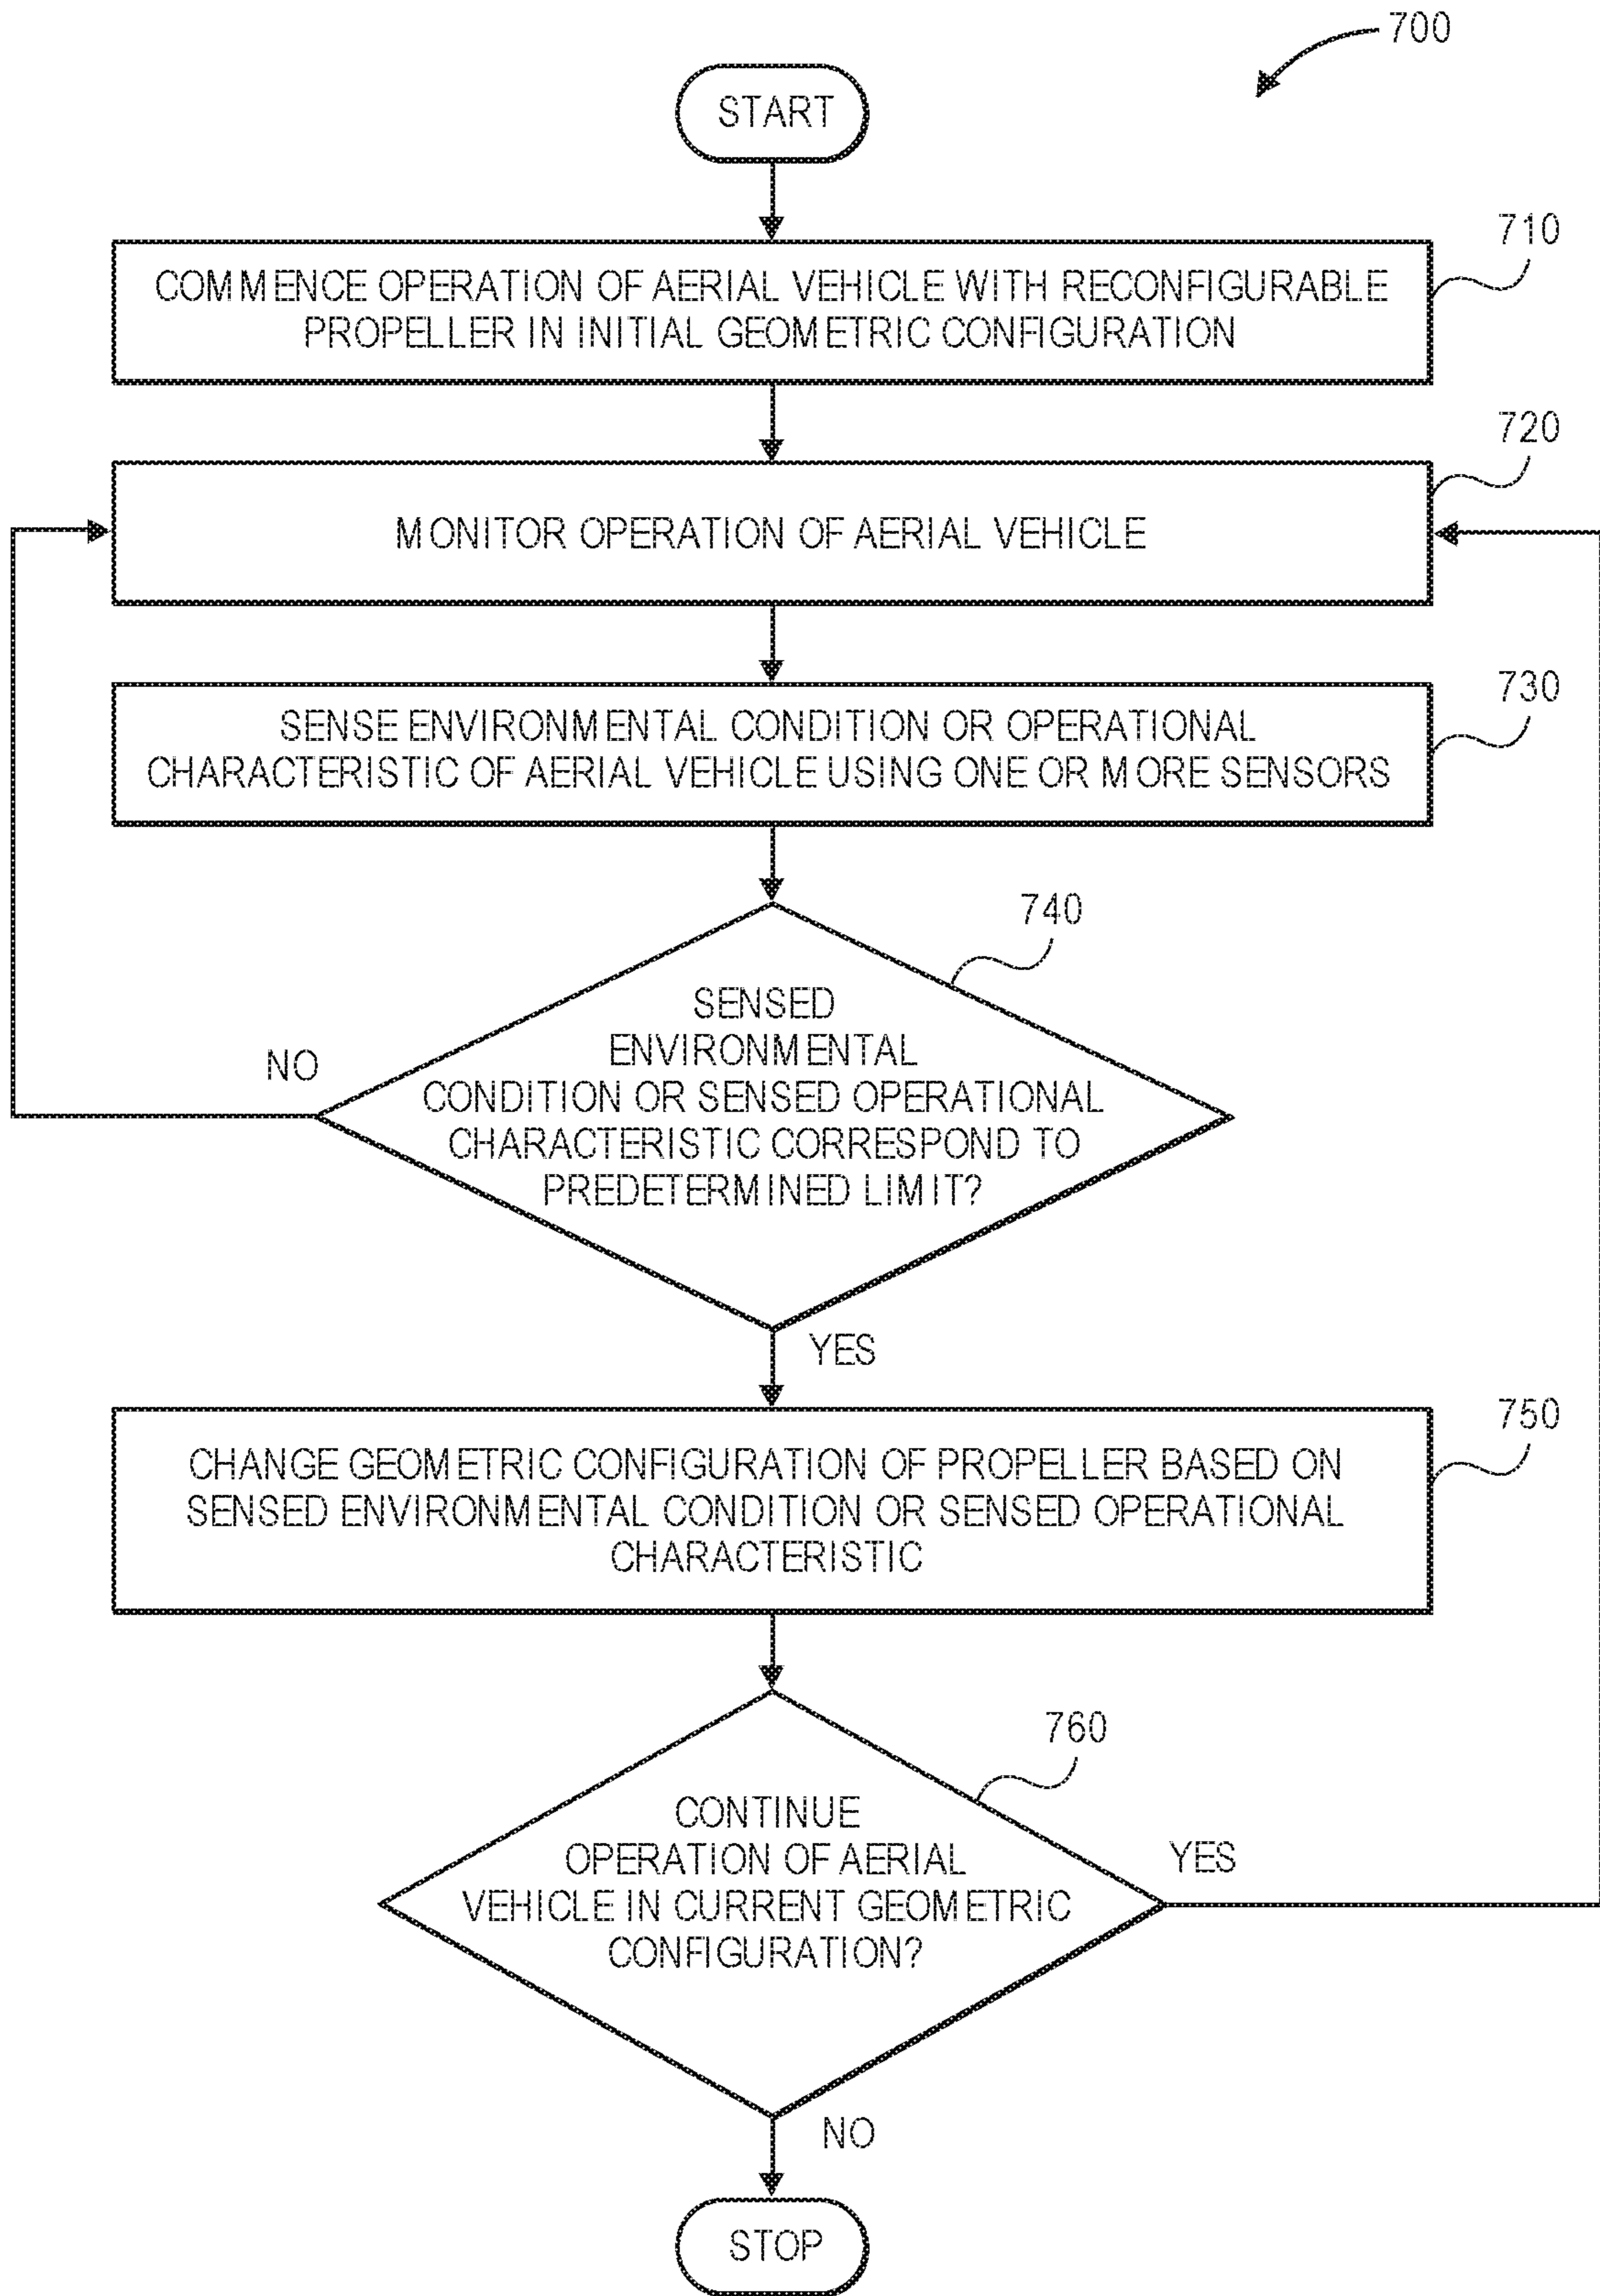 700
START
710
COMMENCE OPERATION OF AERIAL VEHICLE WITH RECONFIGURABLE
PROPELLER IN INITIAL GEOMETRIC CONFIGURATION
720
MONITOR OPERATION OF AERIAL VEHICLE
730
SENSE ENVIRONMENTAL CONDITION OR OPERATIONAL
CHARACTERISTIC OF AERIAL VEHICLE USING ONE OR MORE SENSORS
740
SENSED
ENVIRONMENTAL
CONDITION OR SENSED OPERATIONAL
CHARACTERISTIC CORRESPOND TO
PREDETERMINED LIMIT?
NO
YES
750
CHANGE GEOMETRIC CONFIGURATION OF PROPELLER BASED ON
SENSED ENVIRONMENTAL CONDITION OR SENSED OPERATIONAL
CHARACTERISTIC
760
CONTINUE
OPERATION OF AERIAL
VEHICLE IN CURRENT GEOMETRIC
CONFIGURATION?
YES
NO
STOP